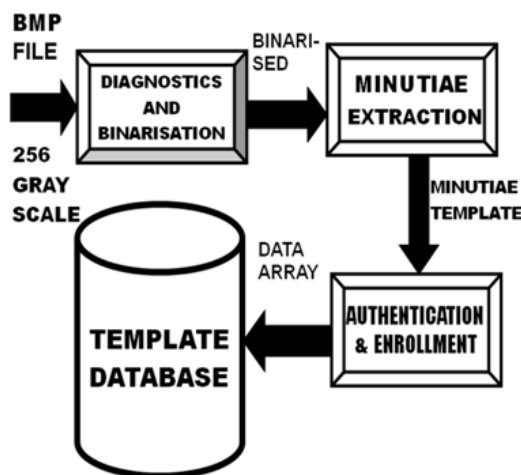 BMP
FILE
256
GRAY
SCALE
DIAGNOSTICS
AND
BINARISATION
BINARI-
SED
MINUTIAE
EXTRACTION
MINUTIAE
TEMPLATE
AUTHENTICATION
& ENROLLMENT
DATA
ARRAY
TEMPLATE
DATABASE